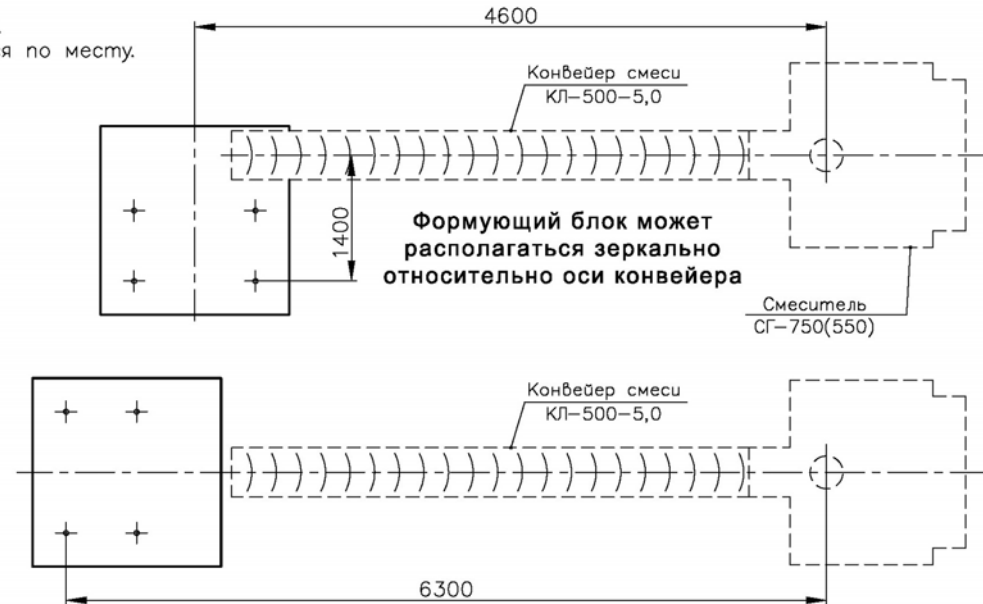 4600
я по месту.
Конвейер смеси
КЛ-500-5,0
1400
Формующий блок может
располагаться зеркально
относительно оси конвейера
Смеситель
СГ-750(550)
Конвейер смеси
КЛ-500-5,0
6300